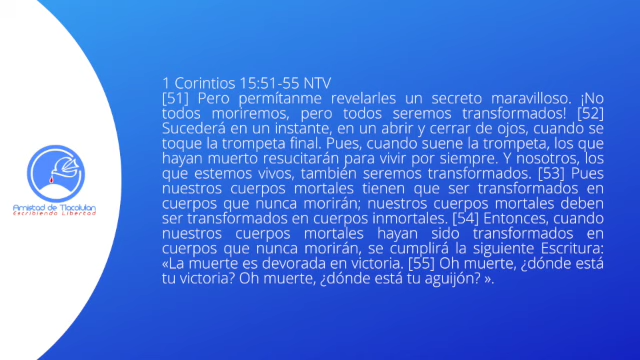 1 Corintios 15:51-55 NTV
[51] Pero permítanme revelarles un secreto maravilloso. ¡No
todos moriremos, pero todos seremos transformados! [52]
Sucederá en un instante, en un abrir y cerrar de ojos, cuando se
toque la trompeta final. Pues, cuando suene la trompeta, los que
hayan muerto resucitarán para vivir por siempre. Y nosotros, los
que estemos vivos, también seremos transformados. [53] Pues
nuestros cuerpos mortales tienen que ser transformados en
cuerpos que nunca morirán; nuestros cuerpos mortales deben
ser transformados en cuerpos inmortales. [54] Entonces, cuando
nuestros cuerpos mortales hayan sido transformados en
cuerpos que nunca morirán, se cumplirá la siguiente Escritura:
«La muerte es devorada en victoria. [55] Oh muerte, ¿dónde está
tu victoria? Oh muerte, ¿dónde está tu aguijón? ».
Amistad de Tlacolulan
Escribiendo Libertad